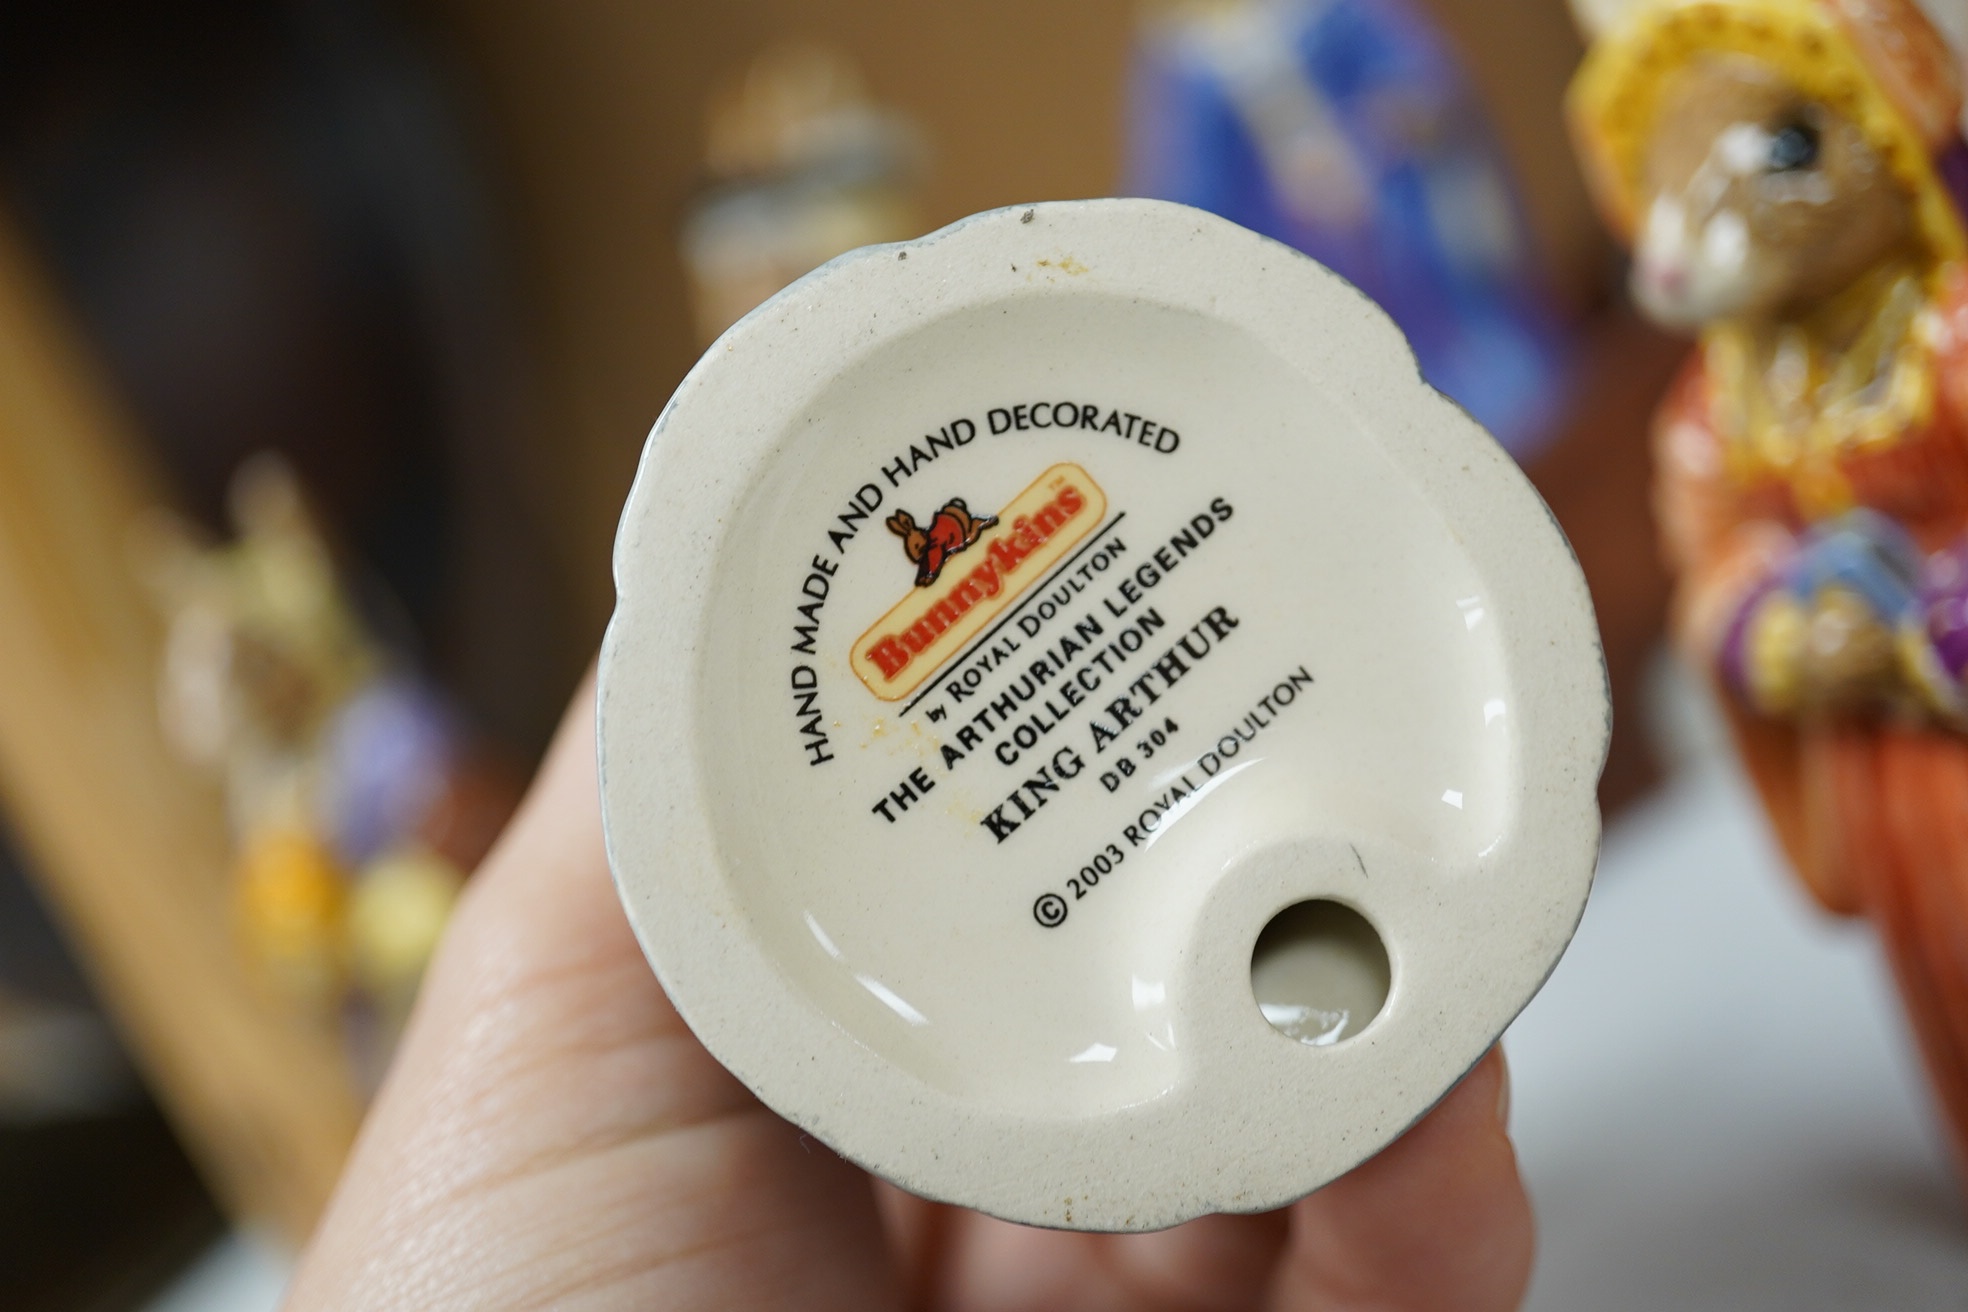 HAND MADE AND HAND DECORATED
Bunnykins™
by ROYAL DOULTON
THE ARTHURIAN LEGENDS
COLLECTION
KING ARTHUR
DB 304
© 2003 ROYAL DOULTON